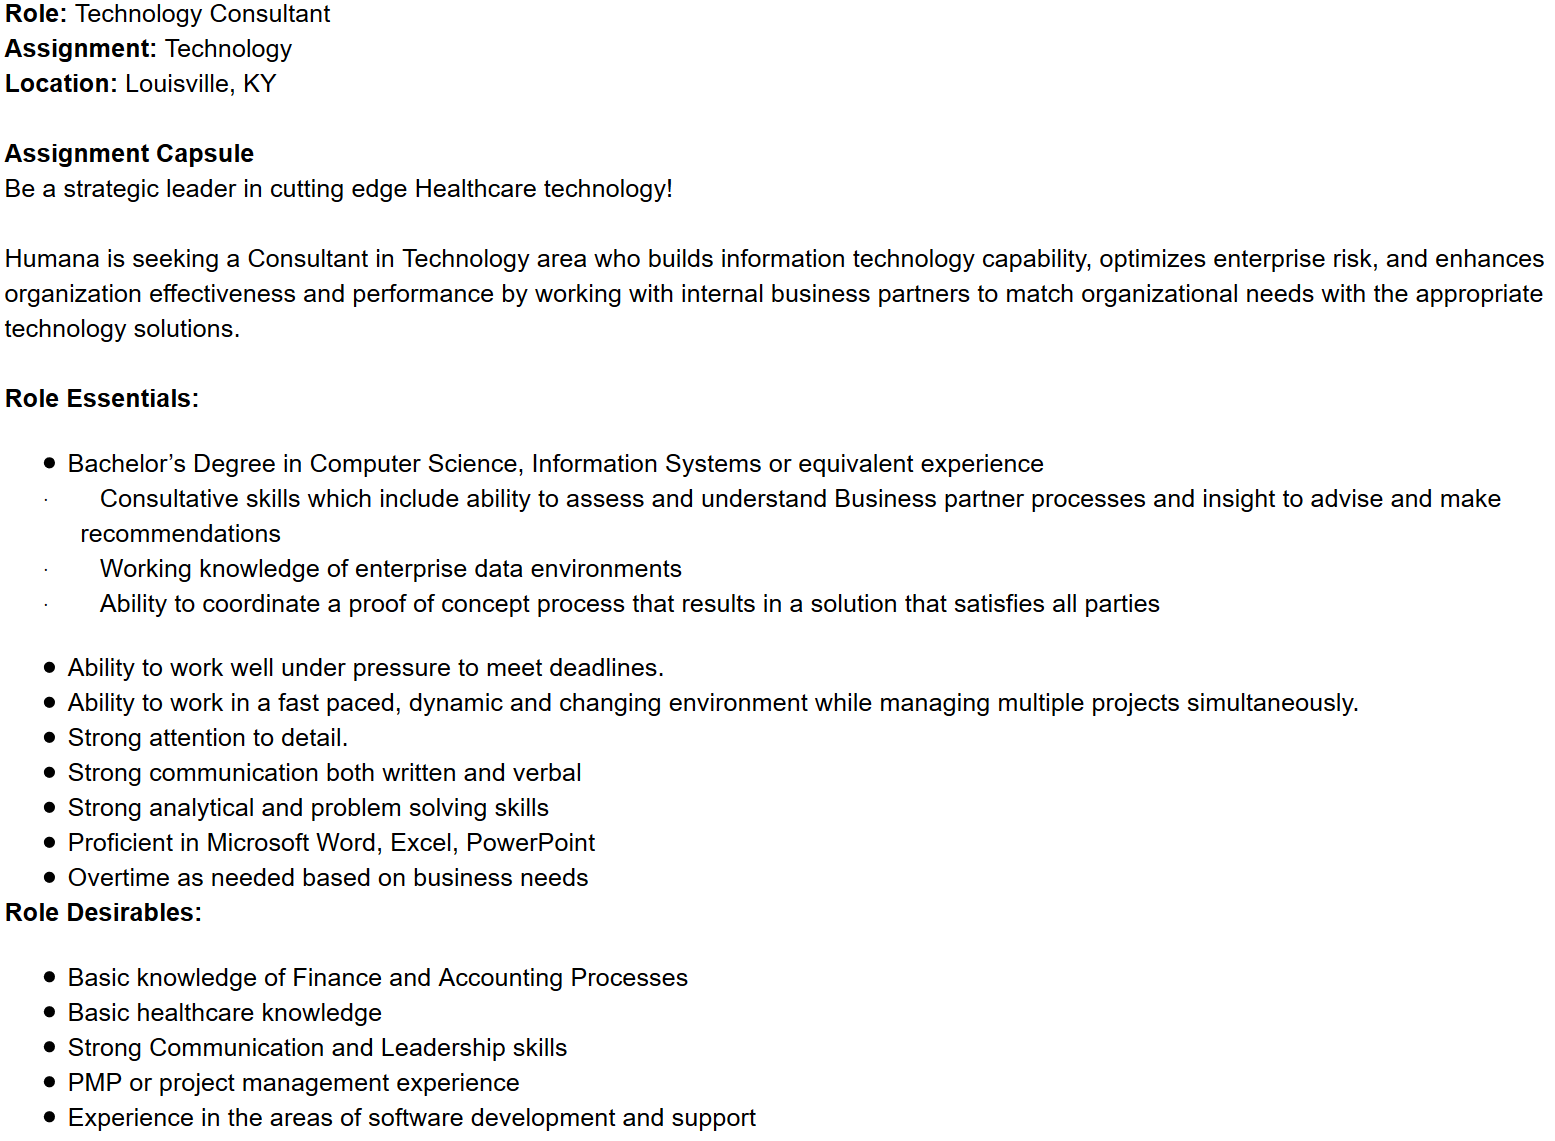 Role: Technology Consultant
Assignment: Technology
Location: Louisville, KY
Assignment Capsule
Be a strategic leader in cutting edge Healthcare technology!
Humana is seeking a Consultant in Technology area who builds information technology capability, optimizes enterprise risk, and enhances
organization effectiveness and performance by working with internal business partners to match organizational needs with the appropriate
technology solutions.
Role Essentials:
● Bachelor’s Degree in Computer Science, Information Systems or equivalent experience
· Consultative skills which include ability to assess and understand Business partner processes and insight to advise and make
recommendations
· Working knowledge of enterprise data environments
· Ability to coordinate a proof of concept process that results in a solution that satisfies all parties
● Ability to work well under pressure to meet deadlines.
● Ability to work in a fast paced, dynamic and changing environment while managing multiple projects simultaneously.
● Strong attention to detail.
● Strong communication both written and verbal
● Strong analytical and problem solving skills
● Proficient in Microsoft Word, Excel, PowerPoint
● Overtime as needed based on business needs
Role Desirables:
● Basic knowledge of Finance and Accounting Processes
● Basic healthcare knowledge
● Strong Communication and Leadership skills
● PMP or project management experience
● Experience in the areas of software development and support